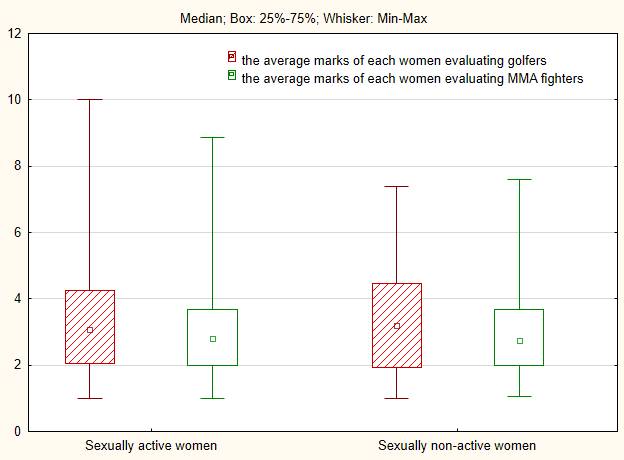 Median; Box: 25%-75%; Whisker: Min-Max
12
the average marks of each women evaluating golfers
the average marks of each women evaluating MMA fighters
10
8
6
4
2
0
Sexually active women
Sexually non-active women